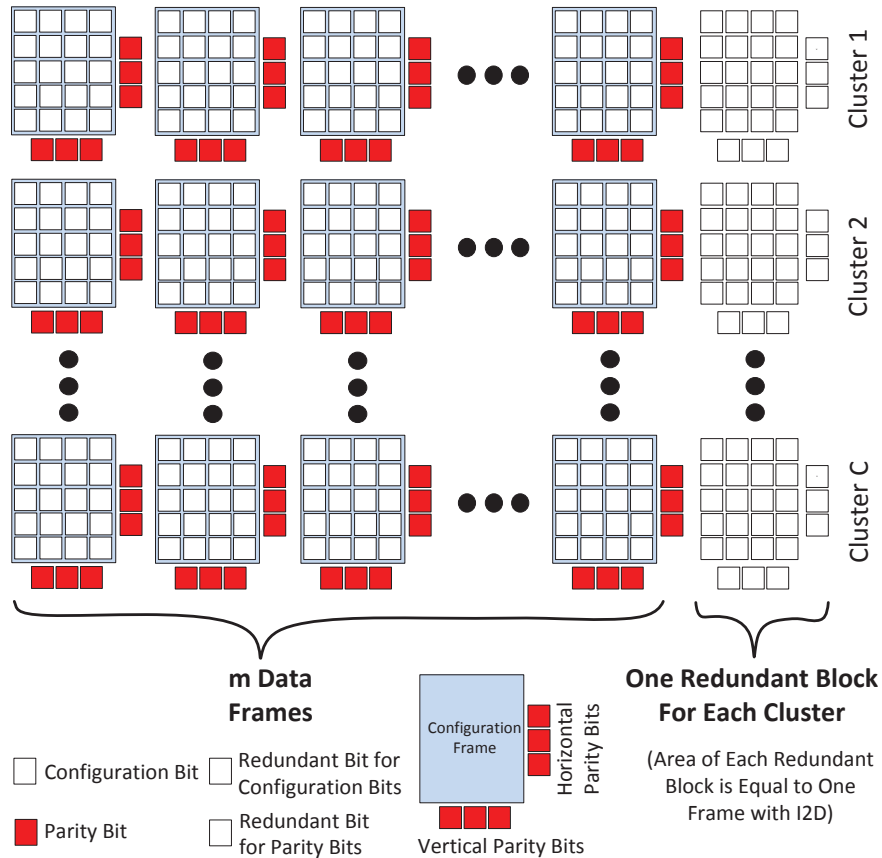 Cluster 1
Cluster 2
Cluster C
m Data
Frames
One Redundant Block
For Each Cluster
(Area of Each Redundant
Block is Equal to One
Frame with I2D)
Configuration
Frame
Horizontal
Parity Bits
Vertical Parity Bits
Configuration Bit
Redundant Bit for
Configuration Bits
Parity Bit
Redundant Bit
for Parity Bits